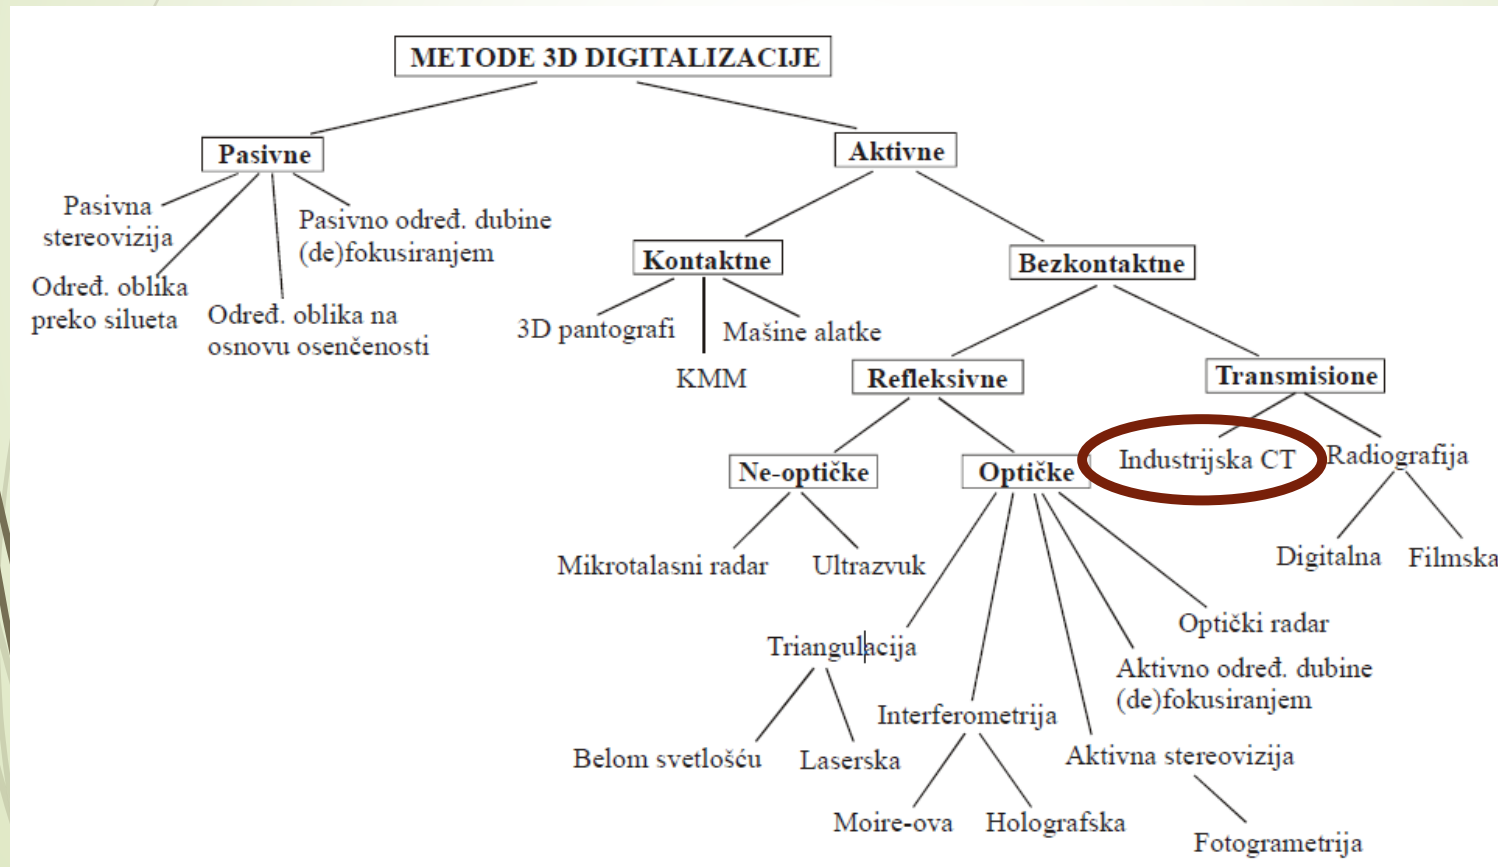 METODE 3D DIGITALIZACIJE
Pasivne
Aktivne
Pasivna
stereovizija
Pasivno određ. dubine
(de)fokusiranjem
Određ. oblika
preko silueta
Određ. oblika na
osnovu osenčenosti
Kontaktne
Bezkontaktne
3D pantografi
KMM
Mašine alatke
Refleksivne
Transmisione
Ne-optičke
Optičke
Industrijska CT
Radiografija
Mikrotalasni radar
Ultrazvuk
Digitalna
Filmska
Triangulacija
Optički radar
Aktivno određ. dubine
(de)fokusiranjem
Interferometrija
Belom svetlošću
Laserska
Aktivna stereovizija
Moire-ova
Holografska
Fotogrametrija